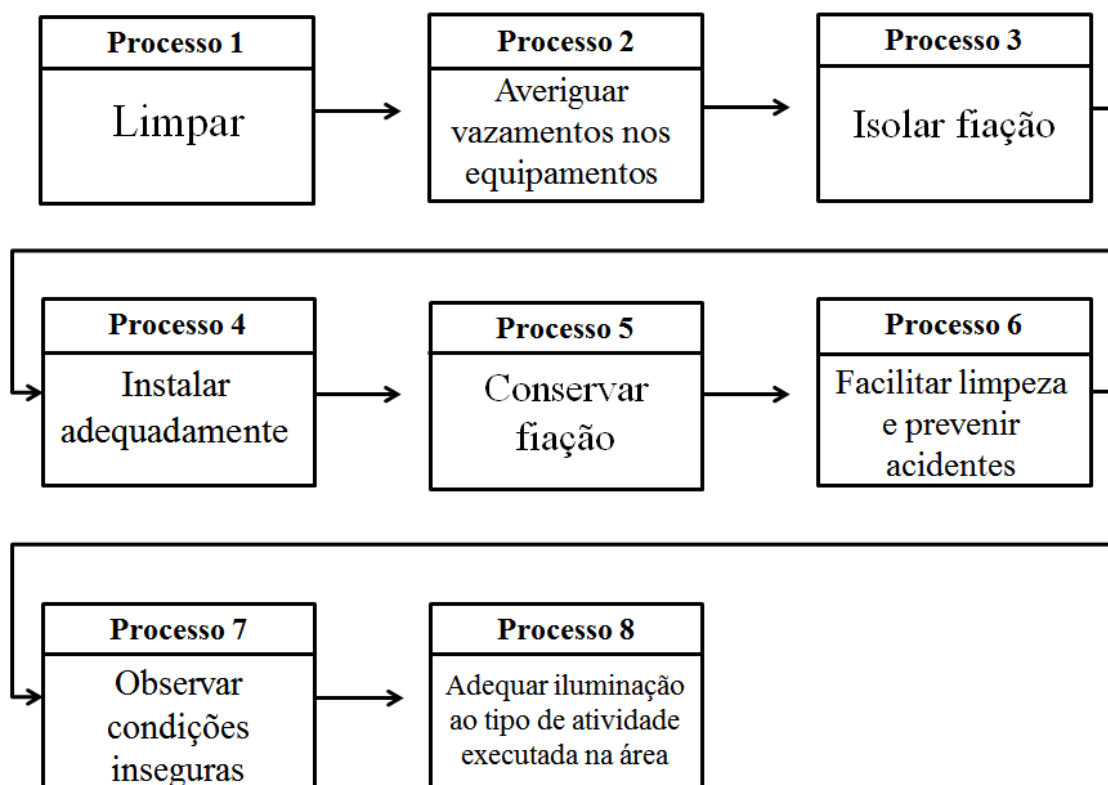 Processo 1
Limpar
Processo 2
Averiguar
vazamentos nos
equipamentos
Processo 3
Isolar fiação
Processo 4
Instalar
adequadamente
Processo 5
Conservar
fiação
Processo 6
Facilitar limpeza
e prevenir
acidentes
Processo 7
Observar
condições
inseguras
Processo 8
Adequar iluminação
ao tipo de atividade
executada na área